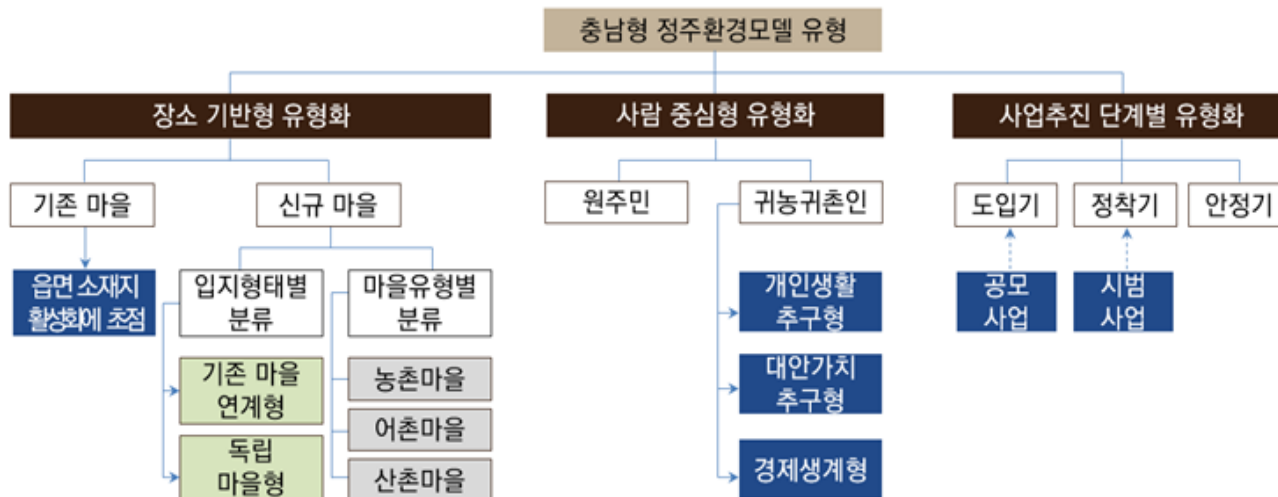 충남형 정주환경모델 유형
장소 기반형 유형화
사람 중심형 유형화
사업추진 단계별 유형화
기존 마을
신규 마을
원주민
귀농귀촌인
도입기
정착기
안정기
읍면 소재지
활성화에 초점
입지형태별
분류
마을유형별
분류
개인생활
추구형
공모
사업
시범
사업
기존 마을
연계형
농촌마을
대안가치
추구형
어촌마을
독립
마을형
산촌마을
경제생계형